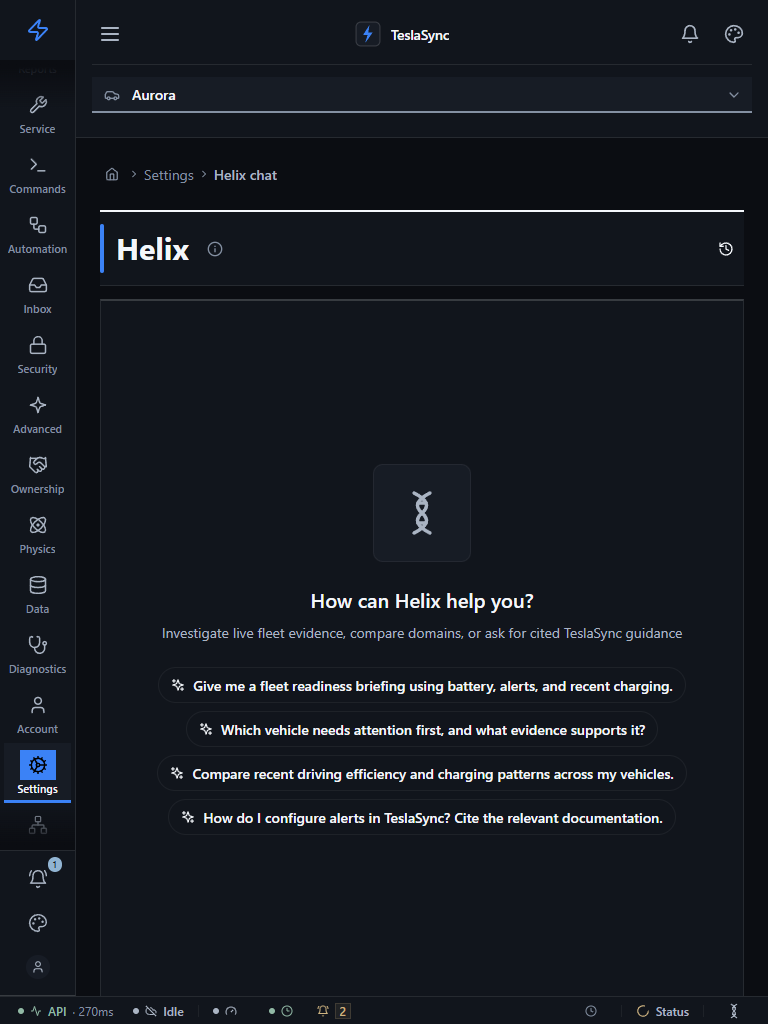 TeslaSync
Aurora
Service
Commands
Automation
Inbox
Security
Advanced
Ownership
Physics
Data
Diagnostics
Account
Settings
1
Settings
Helix chat
Helix
How can Helix help you?
Investigate live fleet evidence, compare domains, or ask for cited TeslaSync guidance
Give me a fleet readiness briefing using battery, alerts, and recent charging.
Which vehicle needs attention first, and what evidence supports it?
Compare recent driving efficiency and charging patterns across my vehicles.
How do I configure alerts in TeslaSync? Cite the relevant documentation.
API · 270ms Idle 2 Status